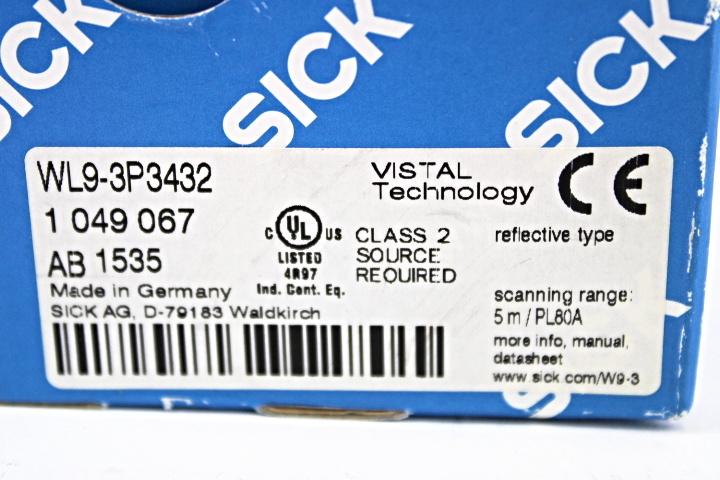 SICK
SICK
SICK
WL9-3P3432
1 049 067
AB 1535
Made in Germany
SICK AG, D-79183 Waldkirch
C UL US
LISTED
4R97
Ind. Cont. Eq.
VISTAL
Technology
CLASS 2
SOURCE
REQUIRED
CE
reflective type
scanning range:
5 m / PL80A
more info, manual,
datasheet
www.sick.com/W9-3